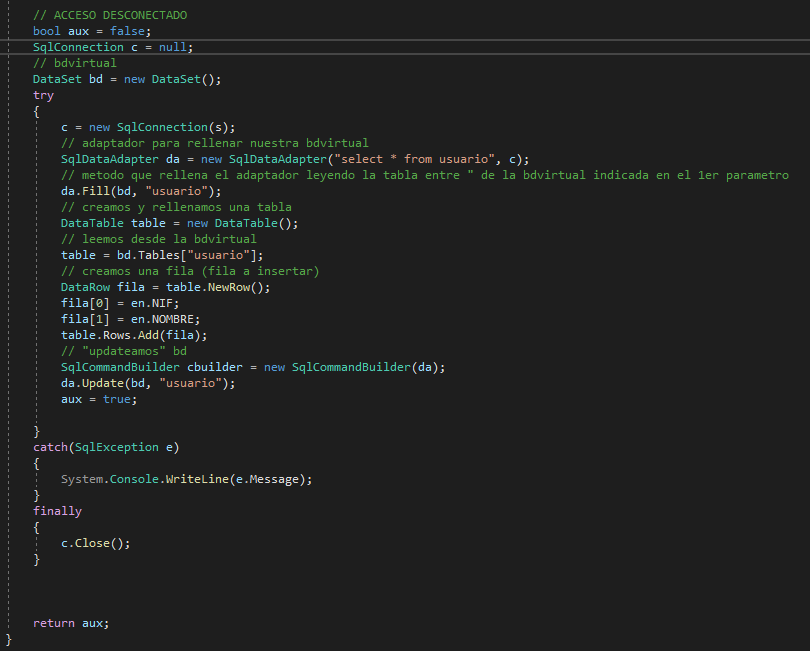 // ACCESO DESCONECTADO
bool aux = false;
SqlConnection c = null;
// bdvirtual
DataSet bd = new DataSet();
try
{
c = new SqlConnection(s);
// adaptador para rellenar nuestra bdvirtual
SqlDataAdapter da = new SqlDataAdapter("select * from usuario", c);
// metodo que rellena el adaptador leyendo la tabla entre " de la bdvirtual indicada en el 1er parametro
da.Fill(bd, "usuario");
// creamos y rellenamos una tabla
DataTable table = new DataTable();
// leemos desde la bdvirtual
table = bd.Tables["usuario"];
// creamos una fila (fila a insertar)
DataRow fila = table.NewRow();
fila[0] = en.NIF;
fila[1] = en.NOMBRE;
table.Rows.Add(fila);
// "updateamos" bd
SqlCommandBuilder cbuilder = new SqlCommandBuilder(da);
da.Update(bd, "usuario");
aux = true;
}
catch(SqlException e)
{
System.Console.WriteLine(e.Message);
}
finally
{
c.Close();
}
return aux;
}